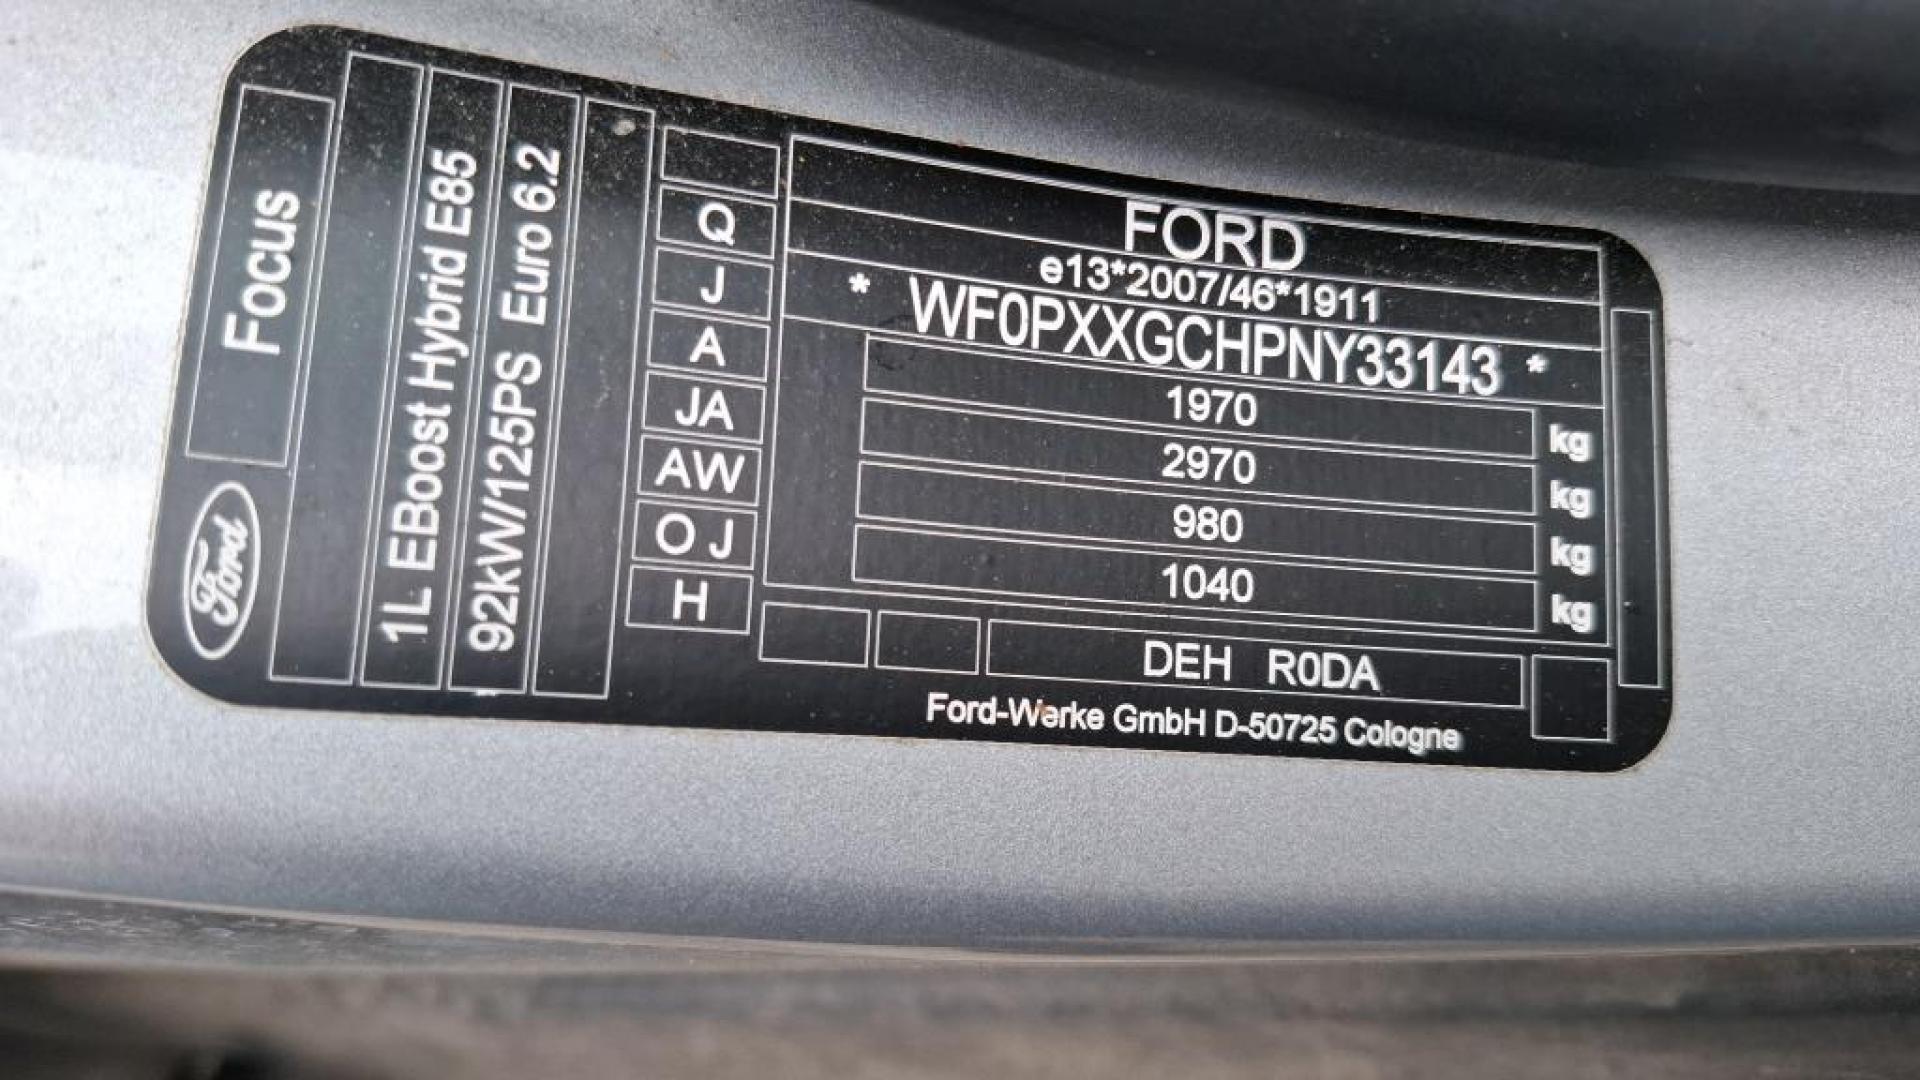 FORD
e13*2007/46*1911
* WF0PXXGCHPNY33143 *
1970 kg
2970 kg
980 kg
1040 kg
DEH R0DA
Ford-Werke GmbH D-50725 Cologne
Q
J
A
JA
AW
O J
H
Ford
Focus
1L EBoost Hybrid E85
92kW/125PS Euro 6.2